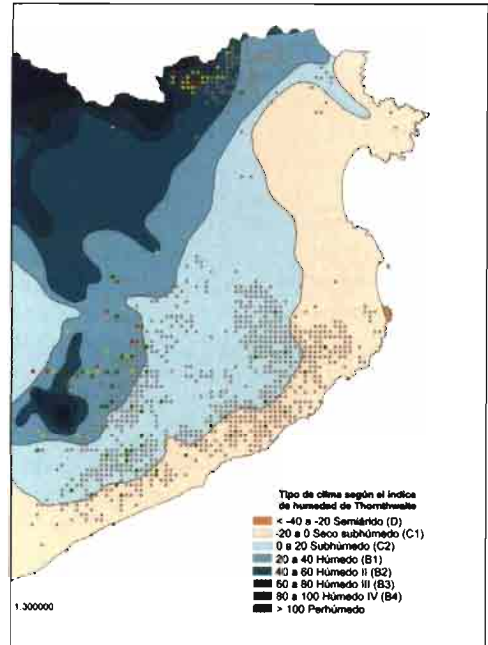 Tipo de clima según el índice
de humedad de Thornthwaite
< -40 a -20 Semiárido (D)
-20 a 0 Seco subhúmedo (C1)
0 a 20 Subhúmedo (C2)
20 a 40 Húmedo (B1)
40 a 60 Húmedo II (B2)
60 a 80 Húmedo III (B3)
80 a 100 Húmedo IV (B4)
> 100 Perhúmedo
1:300000